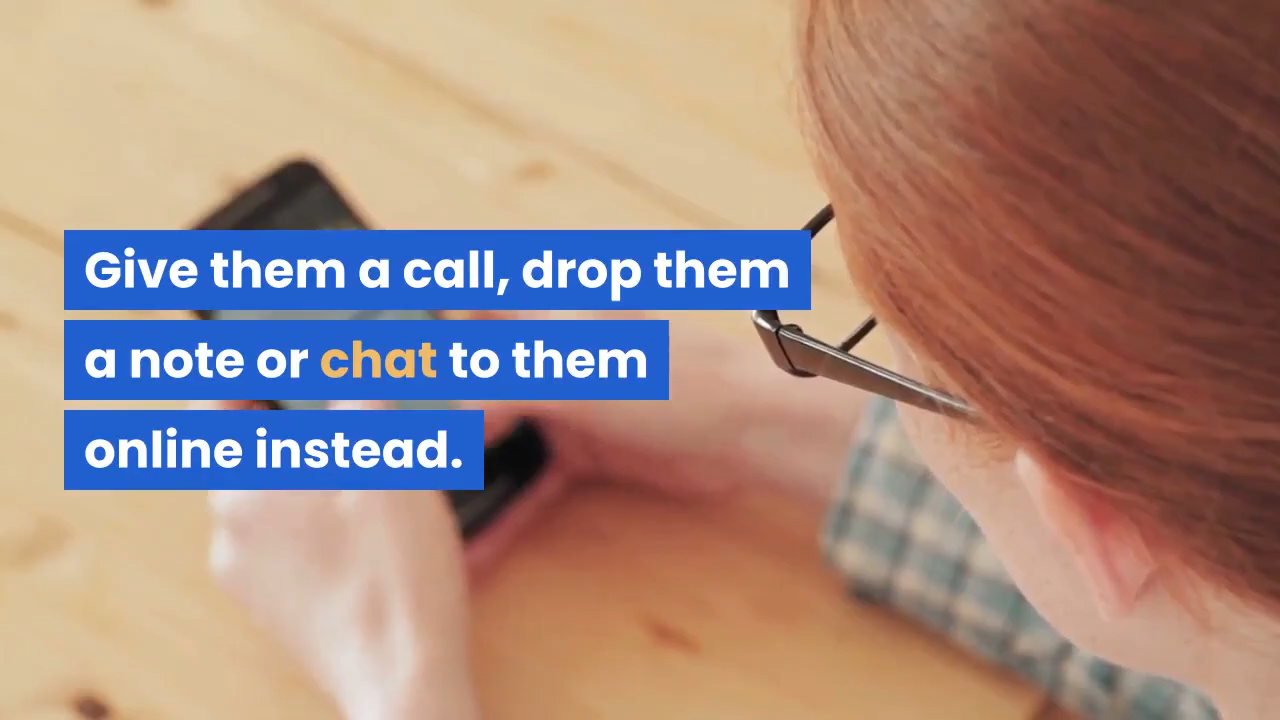 Give them a call, drop them
a note or chat to them
online instead.